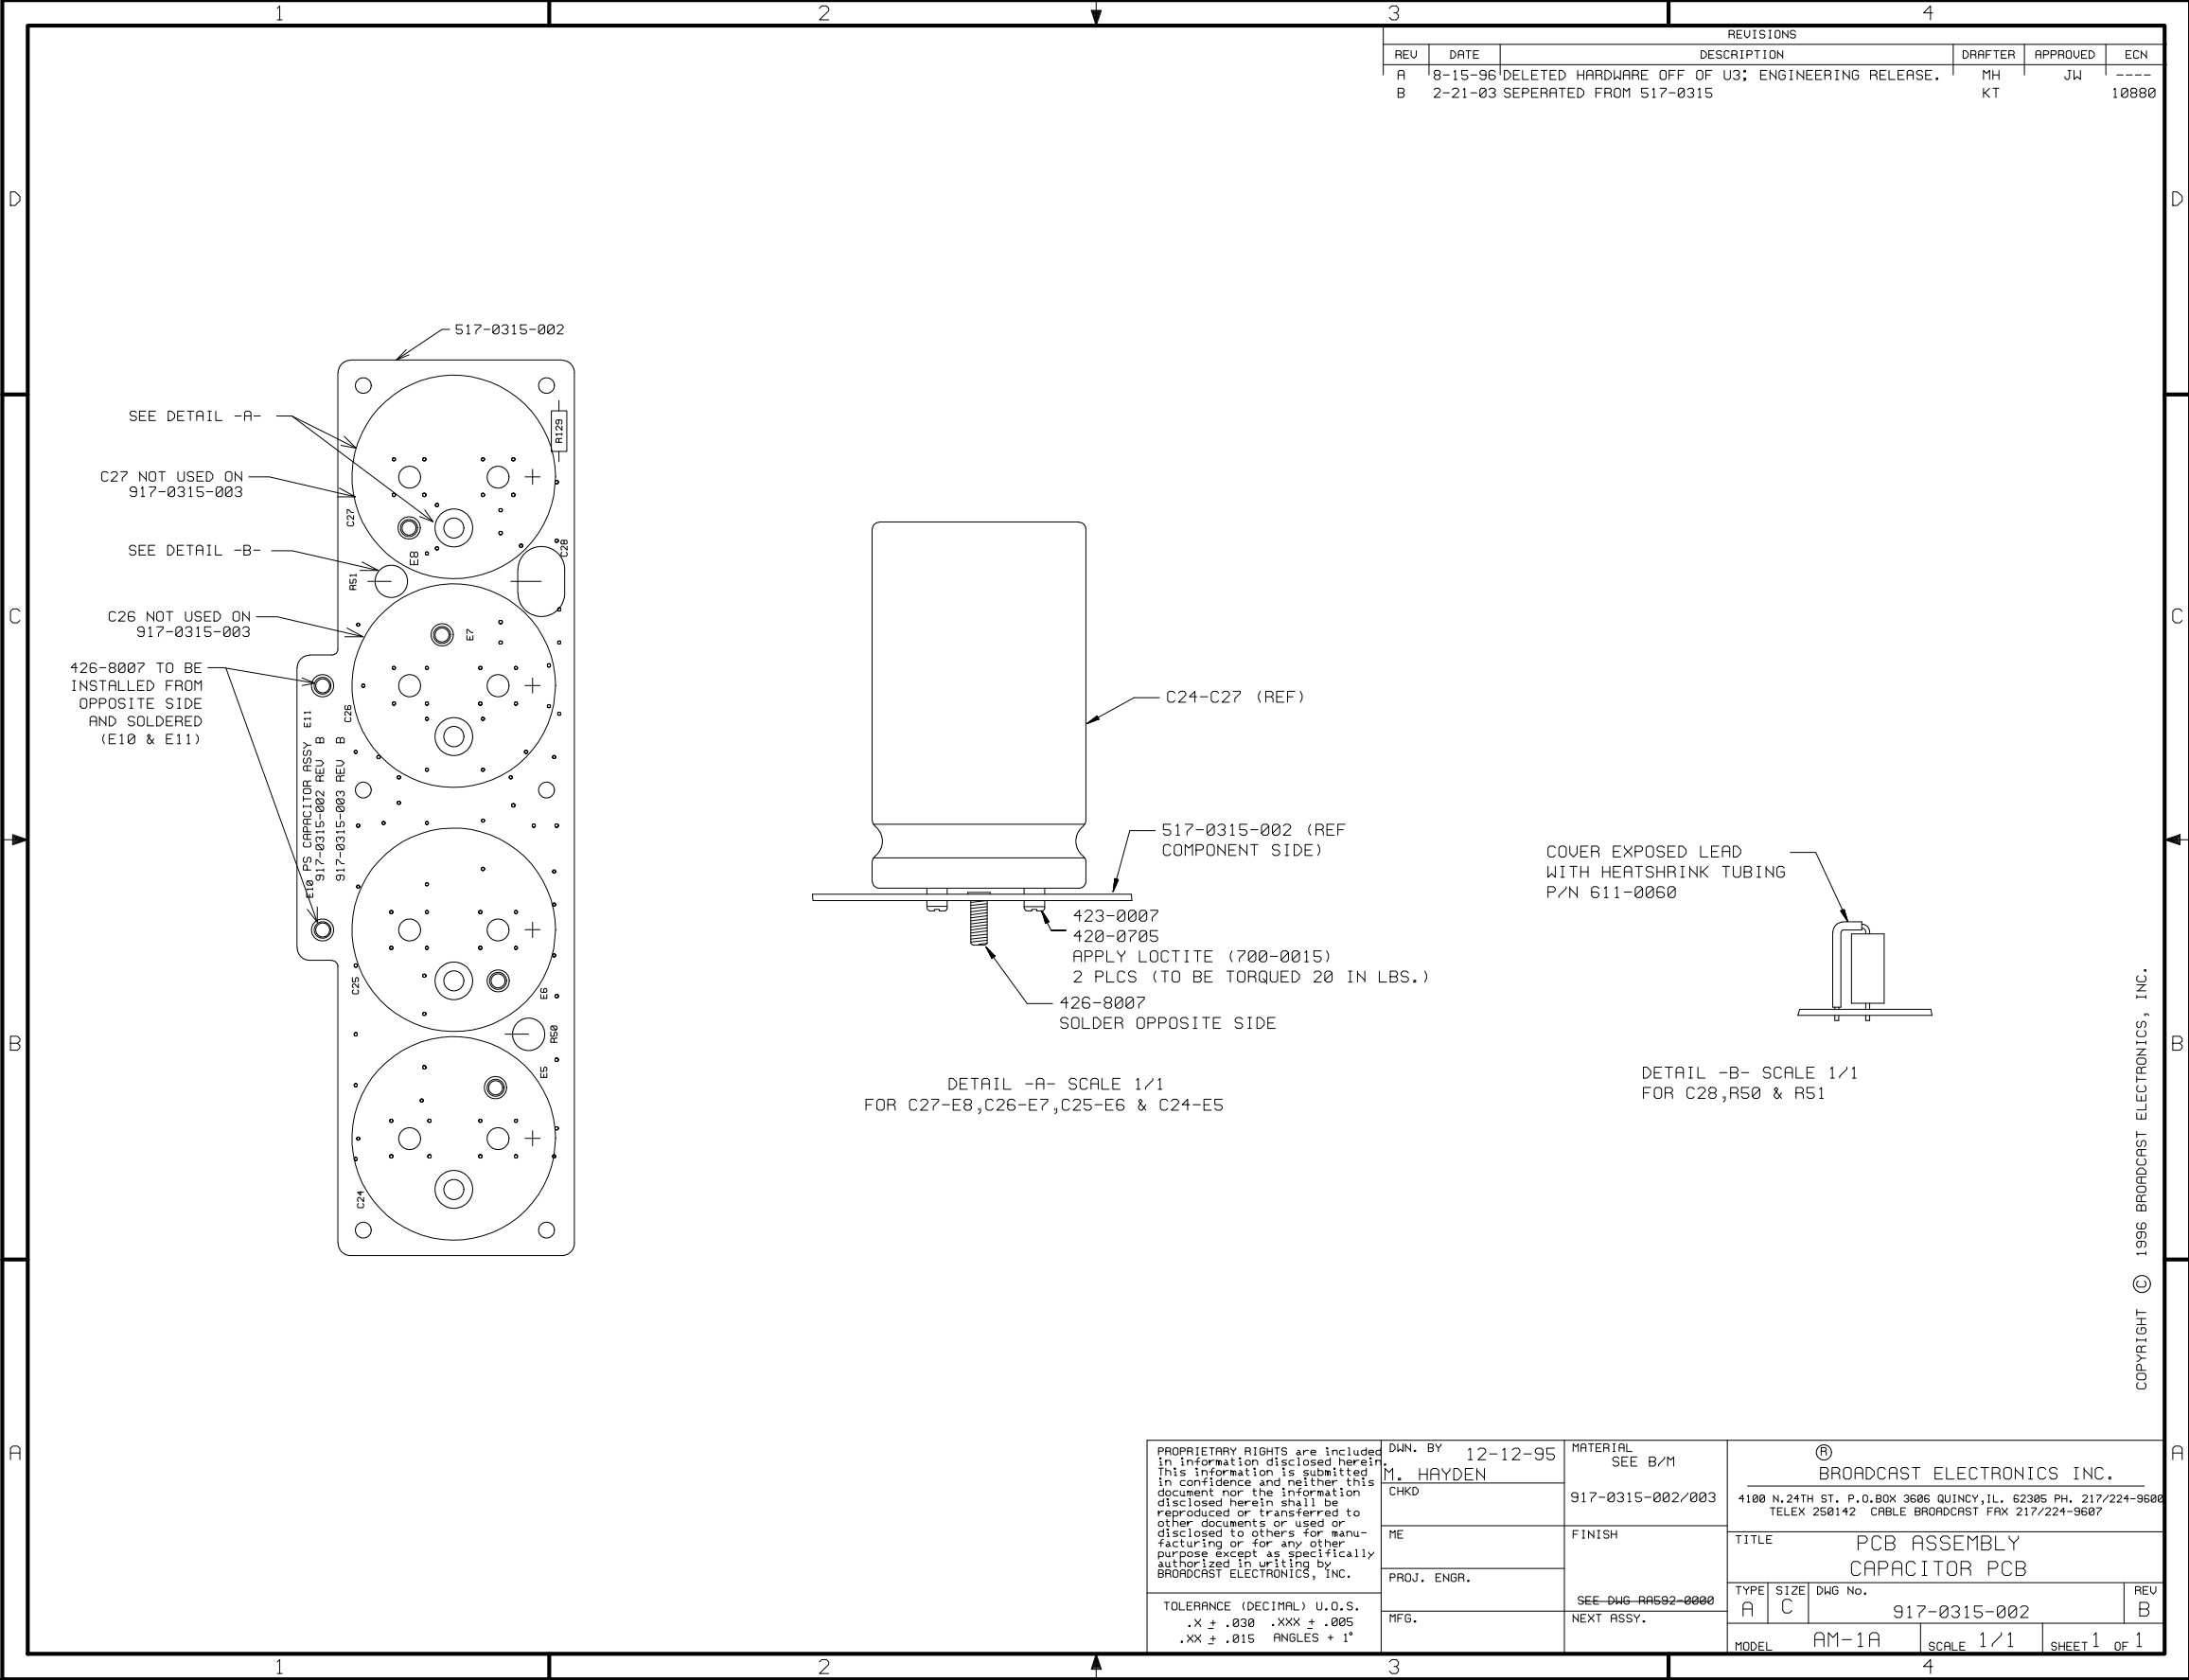 1 2 3 4
REVISIONS
REV DATE DESCRIPTION DRAFTER APPROVED ECN
A 8-15-96 DELETED HARDWARE OFF OF U3; ENGINEERING RELEASE. MH JW ----
B 2-21-03 SEPERATED FROM 517-0315 KT 10880
D D
517-0315-002
SEE DETAIL -A-
R129
C27 NOT USED ON
917-0315-003
C27
E8
C28
SEE DETAIL -B-
R51
C26 NOT USED ON
917-0315-003
E7
C C
426-8007 TO BE
INSTALLED FROM
OPPOSITE SIDE
AND SOLDERED
(E10 & E11)
E11
C26
E10 PS CAPACITOR ASSY
917-0315-002 REV B
917-0315-003 REV B
C25
E6
R50
E5
C24
C24-C27 (REF)
517-0315-002 (REF
COMPONENT SIDE)
423-0007
420-0705
APPLY LOCTITE (700-0015)
2 PLCS (TO BE TORQUED 20 IN LBS.)
426-8007
SOLDER OPPOSITE SIDE
DETAIL -A- SCALE 1/1
FOR C27-E8,C26-E7,C25-E6 & C24-E5
COVER EXPOSED LEAD
WITH HEATSHRINK TUBING
P/N 611-0060
DETAIL -B- SCALE 1/1
FOR C28,R50 & R51
B B
COPYRIGHT © 1996 BROADCAST ELECTRONICS, INC.
A A
PROPRIETARY RIGHTS are included
in information disclosed herein.
This information is submitted
in confidence and neither this
document nor the information
disclosed herein shall be
reproduced or transferred to
other documents or used or
disclosed to others for manu-
facturing or for any other
purpose except as specifically
authorized in writing by
BROADCAST ELECTRONICS, INC.
TOLERANCE (DECIMAL) U.O.S.
.X ± .030 .XXX ± .005
.XX ± .015 ANGLES + 1°
DWN. BY 12-12-95
M. HAYDEN
CHKD
ME
PROJ. ENGR.
MFG.
MATERIAL
SEE B/M
917-0315-002/003
FINISH
SEE DWG RA592-0000
NEXT ASSY.
®
BROADCAST ELECTRONICS INC.
4100 N.24TH ST. P.O.BOX 3606 QUINCY,IL. 62305 PH. 217/224-9600
TELEX 250142 CABLE BROADCAST FAX 217/224-9607
TITLE PCB ASSEMBLY
CAPACITOR PCB
TYPE SIZE DWG No. REV
A C 917-0315-002 B
MODEL AM-1A SCALE 1/1 SHEET 1 OF 1
1 2 3 4